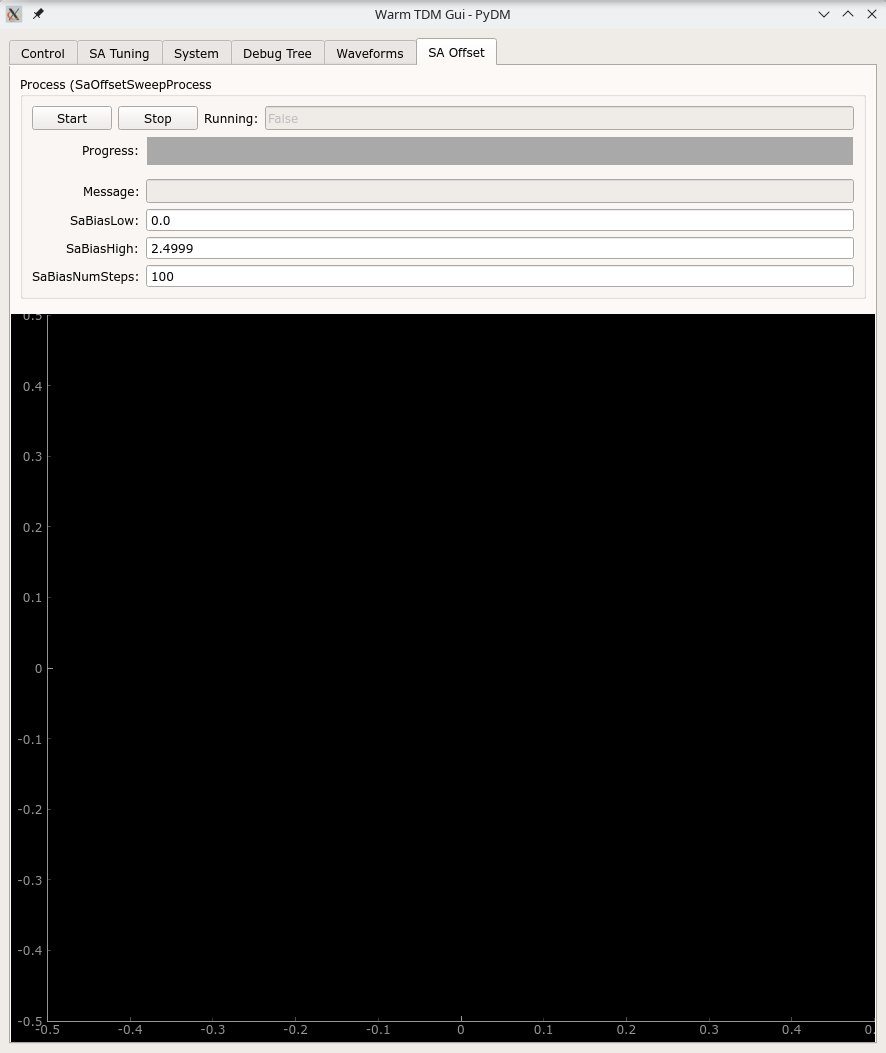 Warm TDM Gui - PyDM
Control SA Tuning System Debug Tree Waveforms SA Offset
Process (SaOffsetSweepProcess
Start Stop Running: False
Progress:
Message:
SaBiasLow: 0.0
SaBiasHigh: 2.4999
SaBiasNumSteps: 100
0.5
0.4
0.3
0.2
0.1
0
-0.1
-0.2
-0.3
-0.4
-0.5
-0.5 -0.4 -0.3 -0.2 -0.1 0 0.1 0.2 0.3 0.4 0.